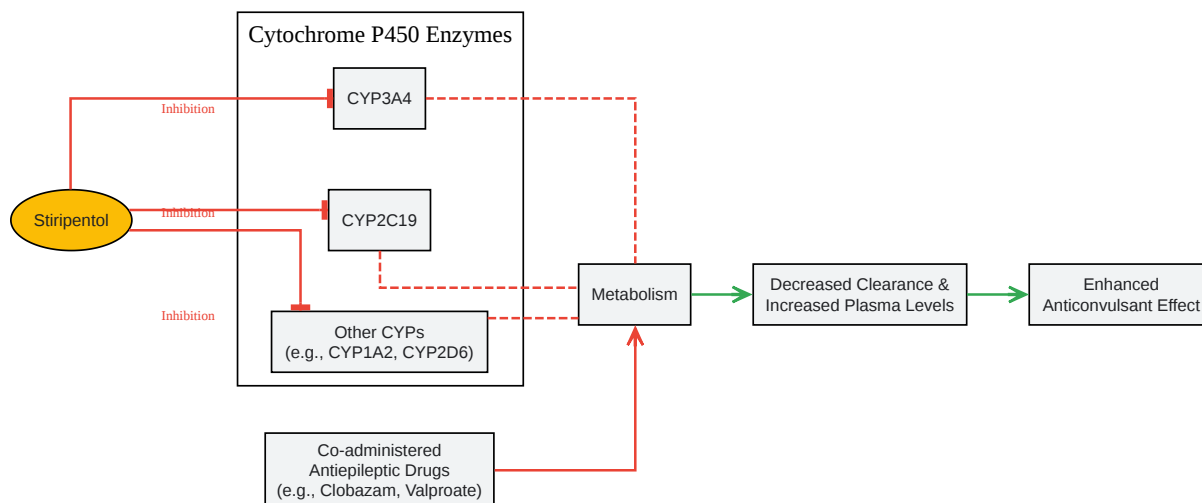 Cytochrome P450 Enzymes
CYP3A4
Inhibition
Stiripentol
Inhibition
CYP2C19
Inhibition
Other CYPs
(e.g., CYP1A2, CYP2D6)
Metabolism
Decreased Clearance &
Increased Plasma Levels
Enhanced
Anticonvulsant Effect
Co-administered
Antiepileptic Drugs
(e.g., Clobazam, Valproate)